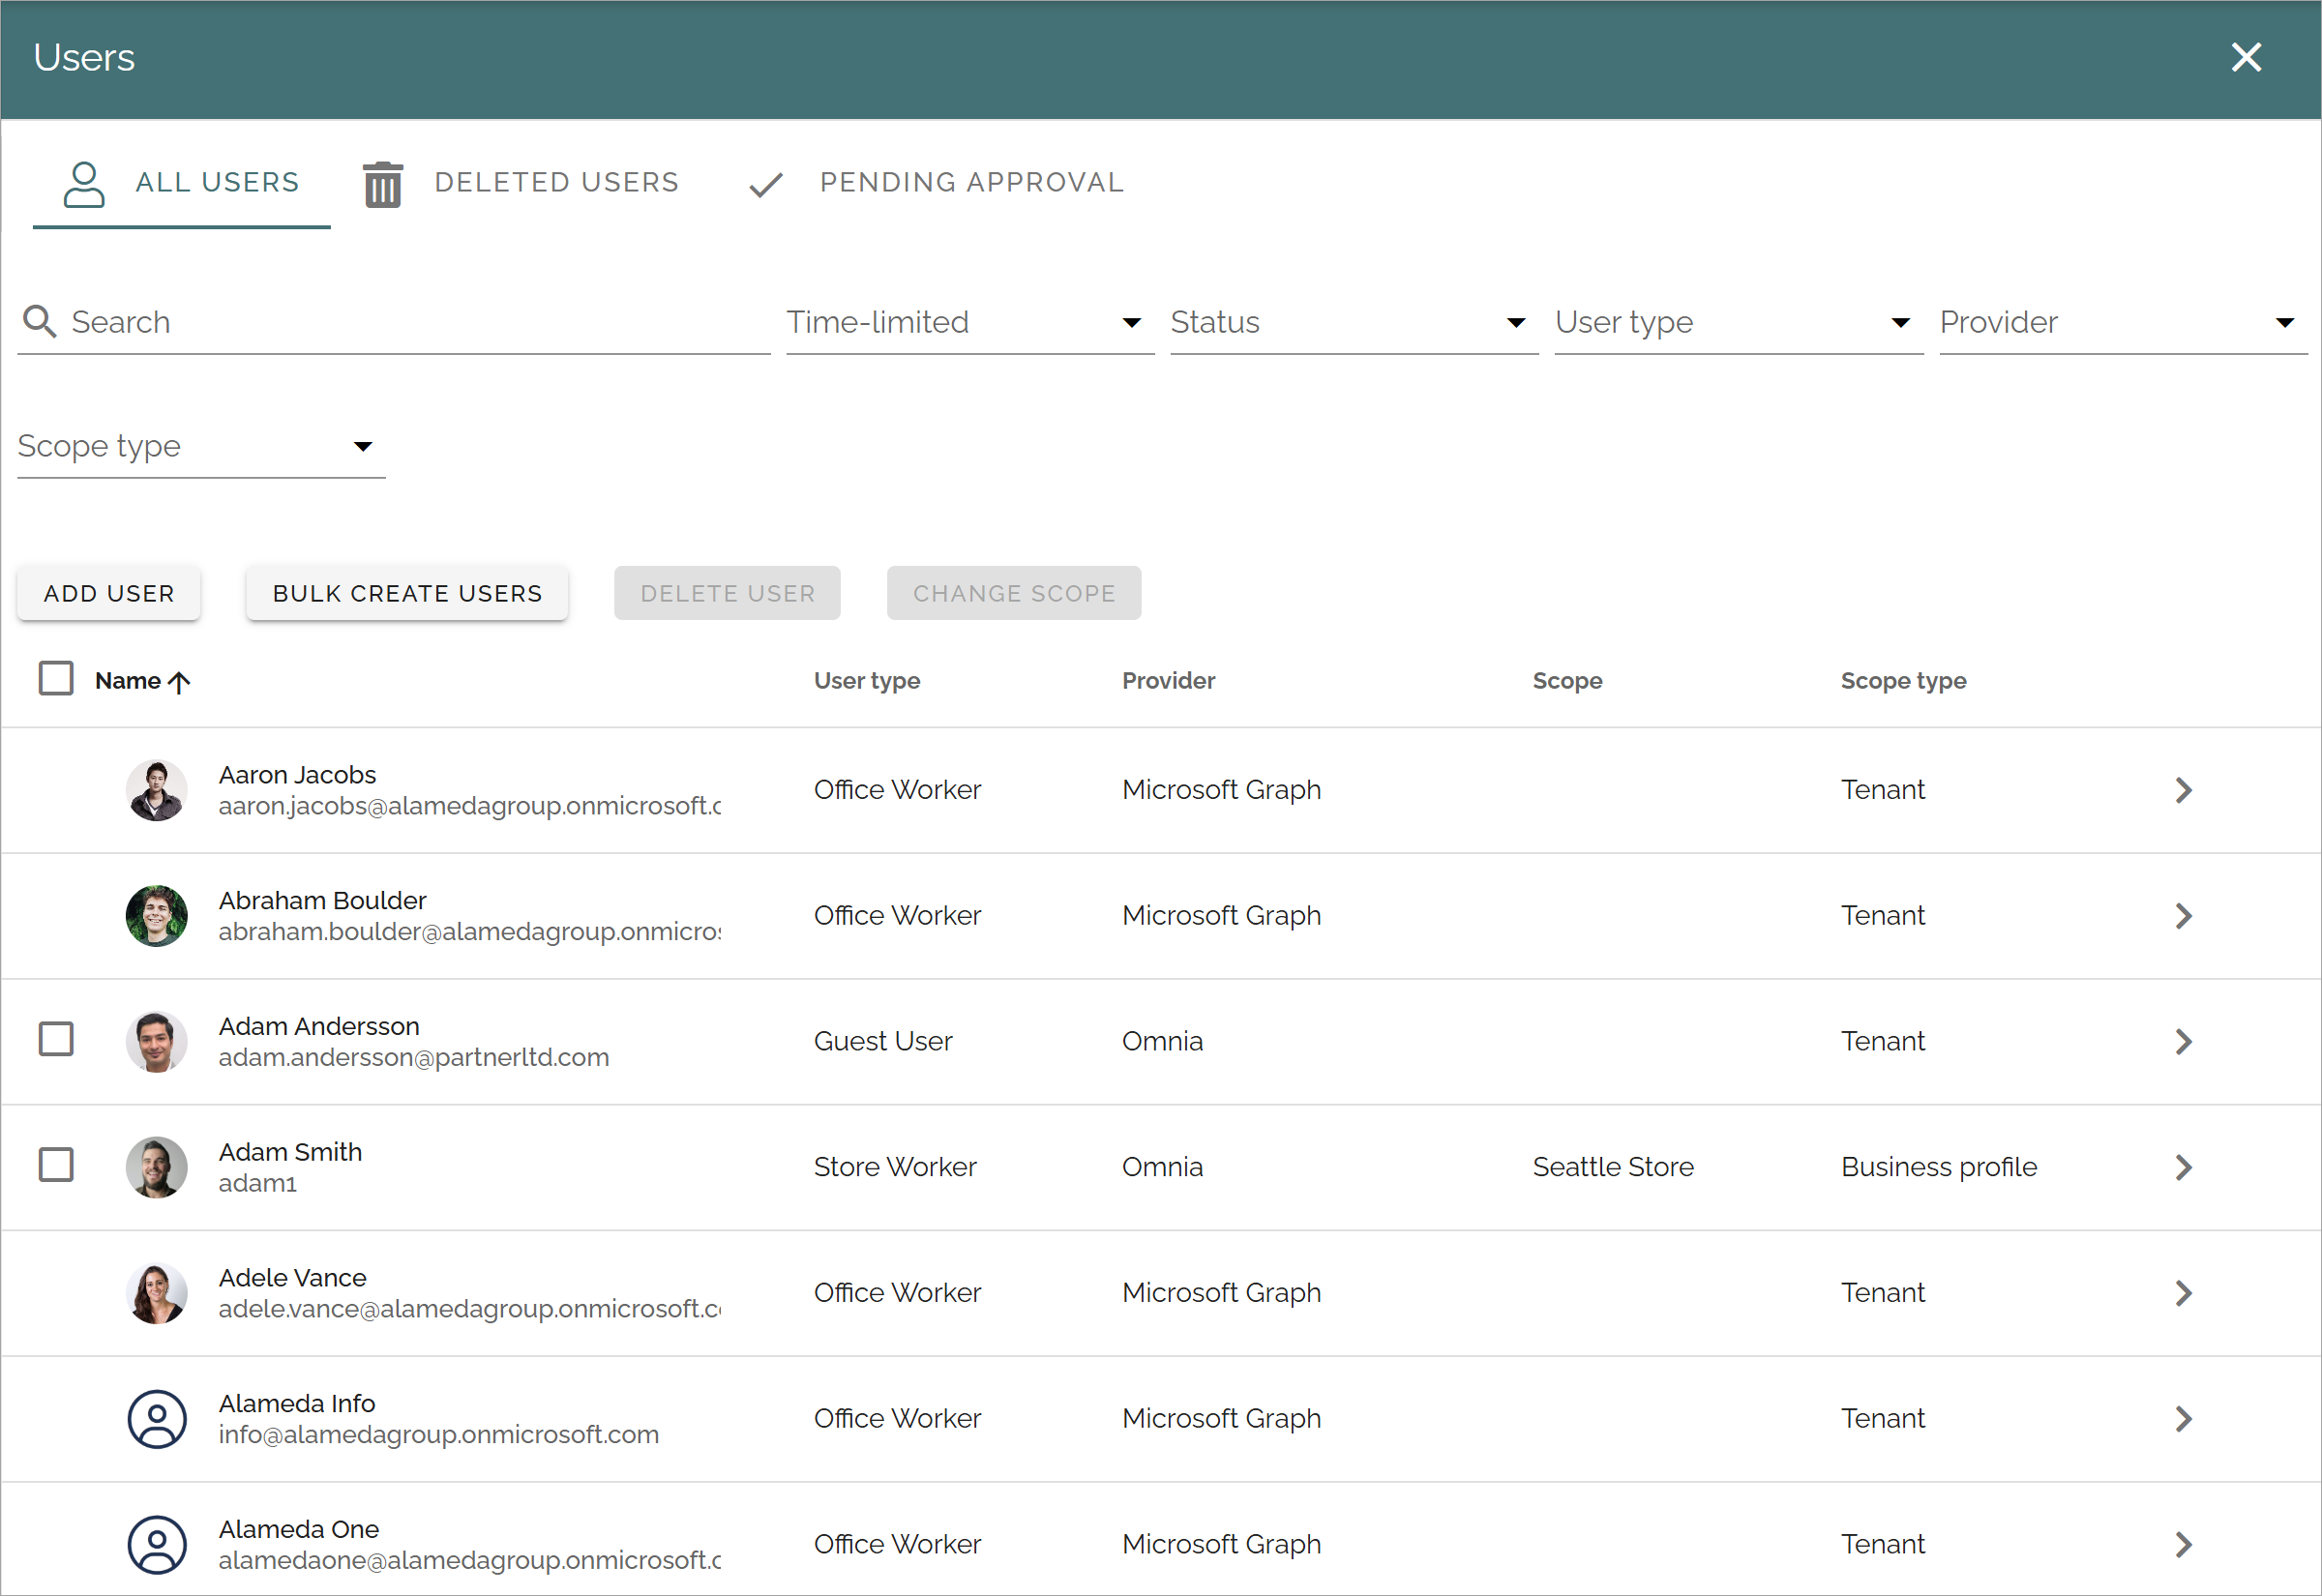 Users
ALL USERS DELETED USERS PENDING APPROVAL
Search Time-limited Status User type Provider
Scope type
ADD USER BULK CREATE USERS DELETE USER CHANGE SCOPE
Name User type Provider Scope Scope type
Aaron Jacobs
aaron.jacobs@alamedagroup.onmicrosoft.c
Office Worker Microsoft Graph Tenant
Abraham Boulder
abraham.boulder@alamedagroup.onmicros
Office Worker Microsoft Graph Tenant
Adam Andersson
adam.andersson@partnerltd.com
Guest User Omnia Tenant
Adam Smith
adam1
Store Worker Omnia Seattle Store Business profile
Adele Vance
adele.vance@alamedagroup.onmicrosoft.c
Office Worker Microsoft Graph Tenant
Alameda Info
info@alamedagroup.onmicrosoft.com
Office Worker Microsoft Graph Tenant
Alameda One
alamedaone@alamedagroup.onmicrosoft.c
Office Worker Microsoft Graph Tenant